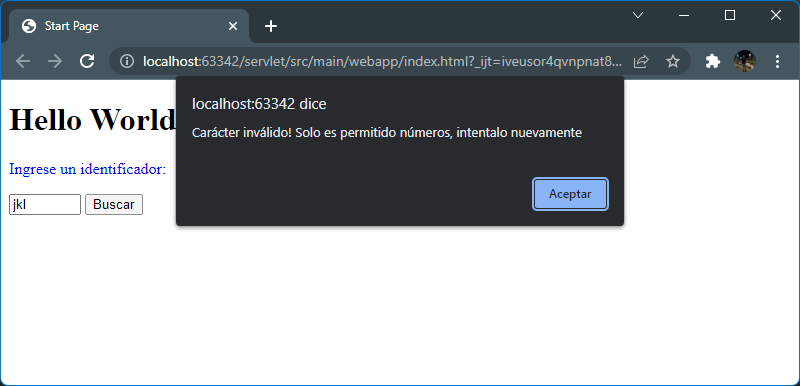 Start Page
localhost:63342/servlet/src/main/webapp/index.html?_ijt=iveusor4qvnpnat8...
localhost:63342 dice
Hello World
Carácter inválido! Solo es permitido números, intentalo nuevamente
Ingrese un identificador:
Aceptar
jkl Buscar